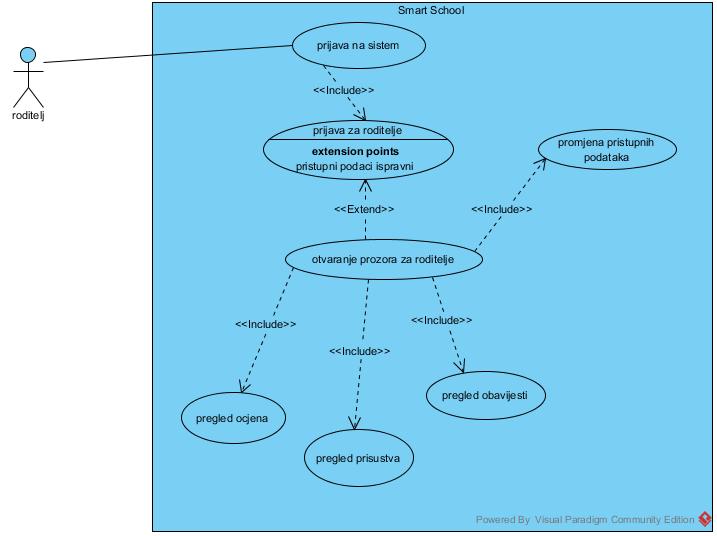 Smart School
prijava na sistem
roditelj
<<Include>>
prijava za roditelje
extension points
pristupni podaci ispravni
promjena pristupnih
podataka
<<Extend>>
<<Include>>
otvaranje prozora za roditelje
<<Include>>
<<Include>>
<<Include>>
pregled obavijesti
pregled ocjena
pregled prisustva
Powered By Visual Paradigm Community Edition